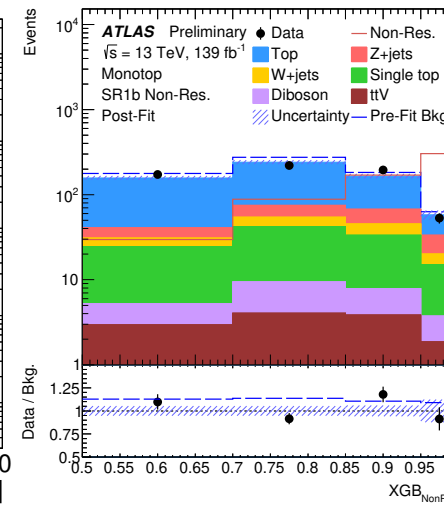 Events
10⁴
10³
10²
10
1
ATLAS Preliminary
√s = 13 TeV, 139 fb⁻¹
Monotop
SR1b Non-Res.
Post-Fit
Data
Non-Res.
Top
Z+jets
W+jets
Single top
Diboson
ttV
Uncertainty
Pre-Fit Bkg
Data / Bkg.
1.25
1
0.75
0.5
0.5 0.55 0.6 0.65 0.7 0.75 0.8 0.85 0.9 0.95
0